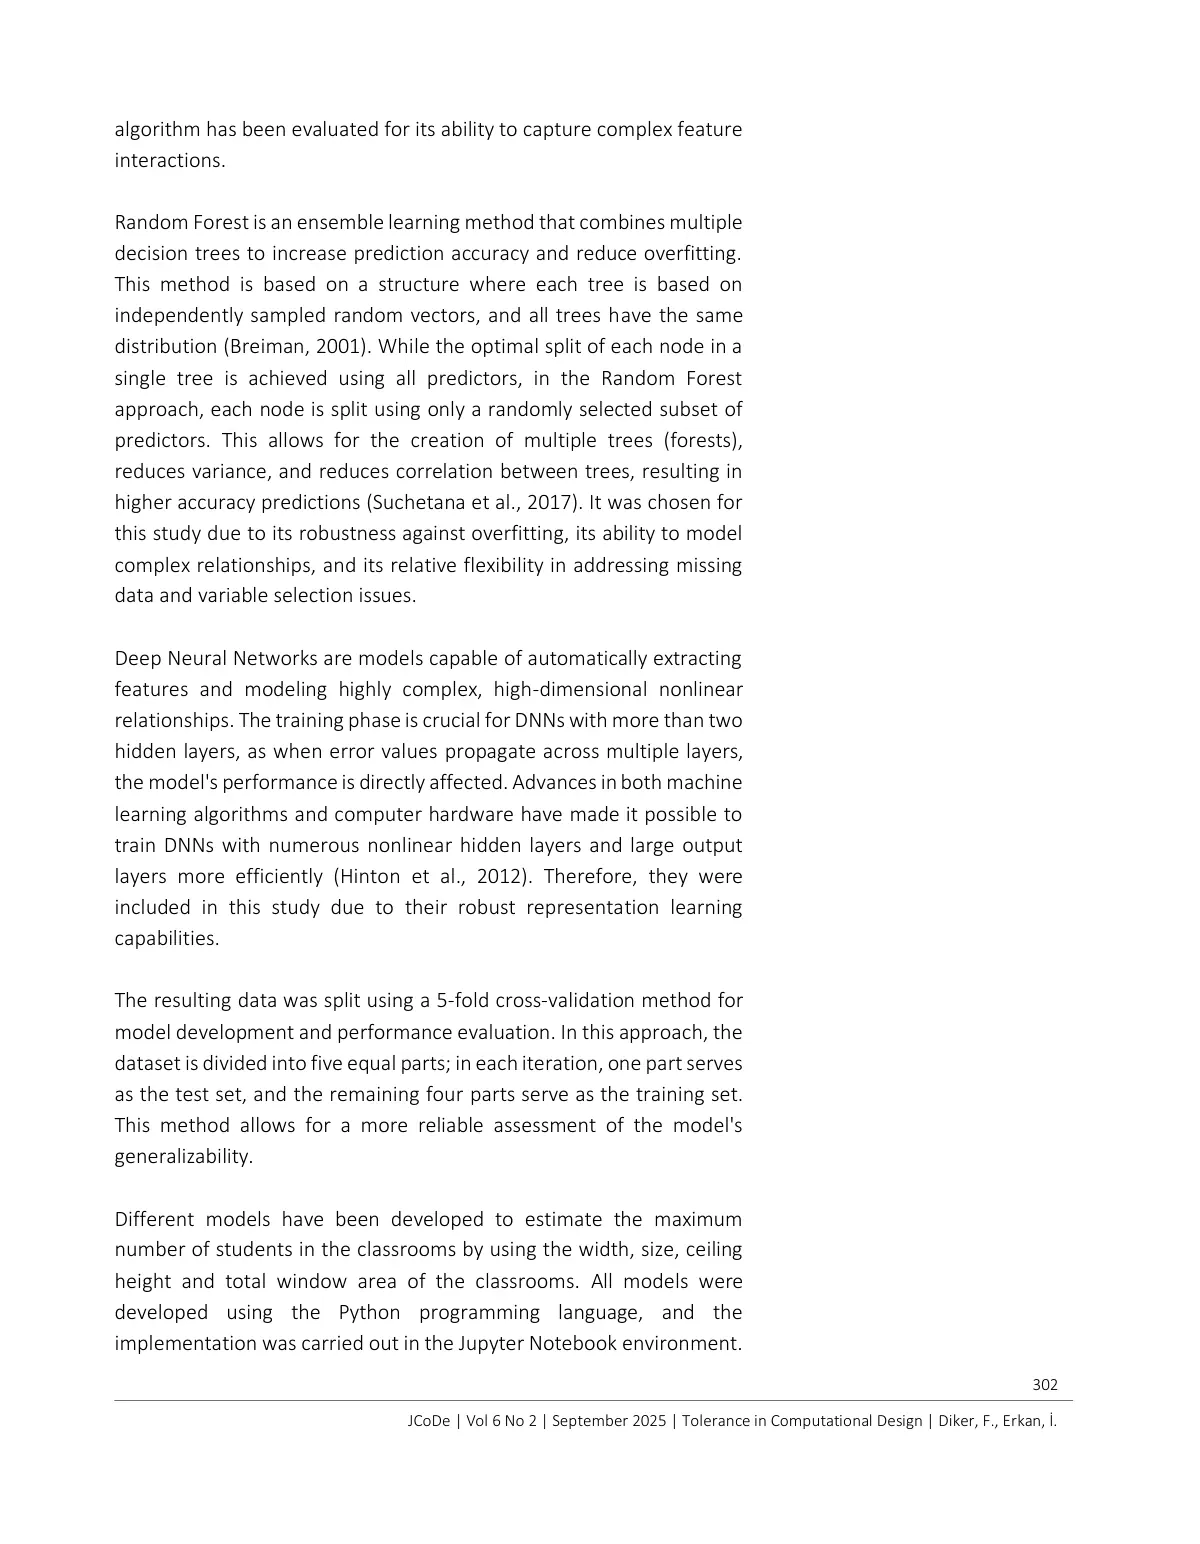 algorithm has been evaluated for its ability to capture complex feature
interactions.
Random Forest is an ensemble learning method that combines multiple
decision trees to increase prediction accuracy and reduce overfitting.
This method is based on a structure where each tree is based on
independently sampled random vectors, and all trees have the same
distribution (Breiman, 2001). While the optimal split of each node in a
single tree is achieved using all predictors, in the Random Forest
approach, each node is split using only a randomly selected subset of
predictors. This allows for the creation of multiple trees (forests),
reduces variance, and reduces correlation between trees, resulting in
higher accuracy predictions (Suchetana et al., 2017). It was chosen for
this study due to its robustness against overfitting, its ability to model
complex relationships, and its relative flexibility in addressing missing
data and variable selection issues.
Deep Neural Networks are models capable of automatically extracting
features and modeling highly complex, high-dimensional nonlinear
relationships. The training phase is crucial for DNNs with more than two
hidden layers, as when error values propagate across multiple layers,
the model's performance is directly affected. Advances in both machine
learning algorithms and computer hardware have made it possible to
train DNNs with numerous nonlinear hidden layers and large output
layers more efficiently (Hinton et al., 2012). Therefore, they were
included in this study due to their robust representation learning
capabilities.
The resulting data was split using a 5-fold cross-validation method for
model development and performance evaluation. In this approach, the
dataset is divided into five equal parts; in each iteration, one part serves
as the test set, and the remaining four parts serve as the training set.
This method allows for a more reliable assessment of the model's
generalizability.
Different models have been developed to estimate the maximum
number of students in the classrooms by using the width, size, ceiling
height and total window area of the classrooms. All models were
developed using the Python programming language, and the
implementation was carried out in the Jupyter Notebook environment.
302
JCoDe | Vol 6 No 2 | September 2025 | Tolerance in Computational Design | Diker, F., Erkan, İ.